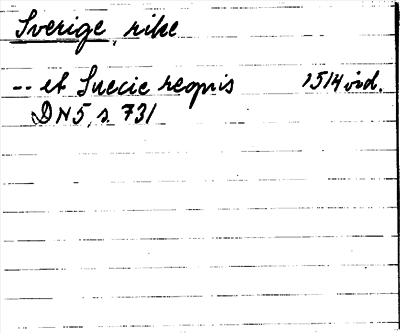 Sverige, rike
-- et Suecie regnis 1514 vid.
DN5, s. 731